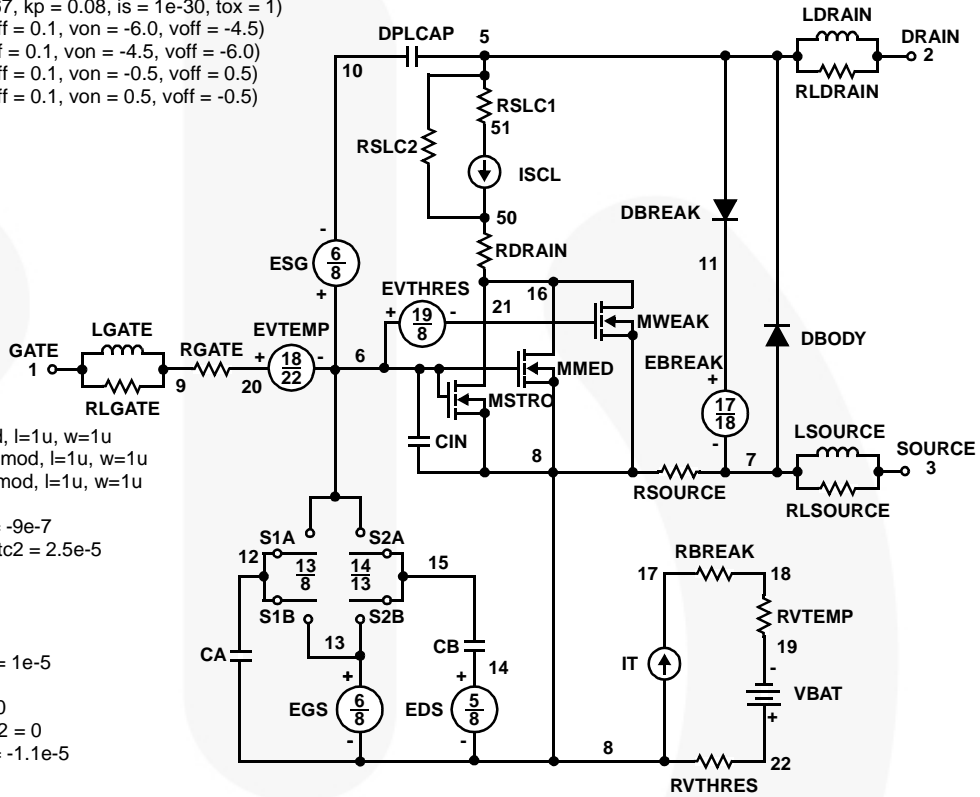 67, kp = 0.08, is = 1e-30, tox = 1)
ff = 0.1, von = -6.0, voff = -4.5)
f = 0.1, von = -4.5, voff = -6.0)
ff = 0.1, von = -0.5, voff = 0.5)
ff = 0.1, von = 0.5, voff = -0.5)
LDRAIN
DRAIN
2
RLDRAIN
DPLCAP
5
10
RSLC1
51
RSLC2
ISCL
50
RDRAIN
DBREAK
11
ESG
-
6
8
+
EVTHRES
+
19
8
-
16
21
MWEAK
DBODY
EBREAK
+
17
18
-
LGATE
GATE
1
RLGATE
9
RGATE
20
EVTEMP
+
18
22
-
6
MMED
MSTRO
CIN
8
RSOURCE
7
LSOURCE
SOURCE
3
RLSOURCE
d, l=1u, w=1u
mod, l=1u, w=1u
mod, l=1u, w=1u
= -9e-7
tc2 = 2.5e-5
= 1e-5
0
2 = 0
= -1.1e-5
S1A
S2A
12
13
8
14
13
15
S1B
S2B
13
CA
CB
14
+
EGS
6
8
-
+
EDS
5
8
-
RBREAK
17
18
RVTEMP
19
-
IT
VBAT
+
8
22
RVTHRES